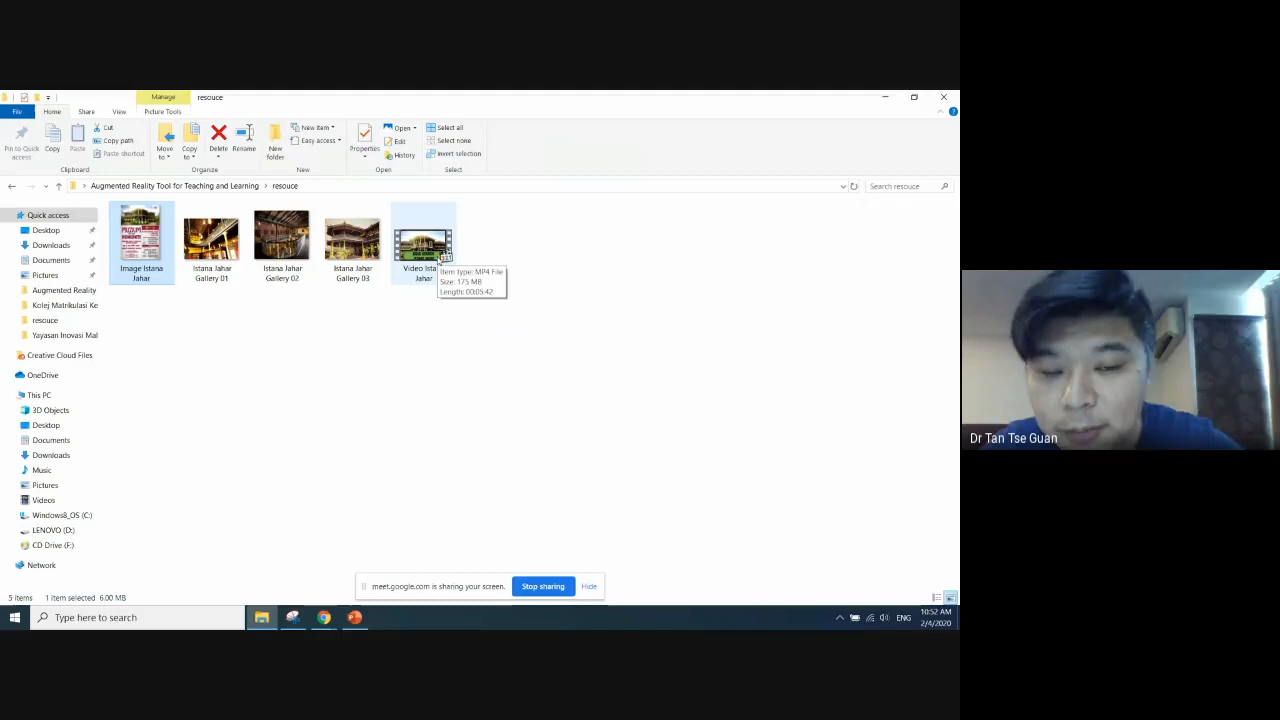 Manage
resouce
File
Home
Share
View
Picture Tools
Pin to Quick access
Copy
Paste
Cut
Copy path
Paste shortcut
Clipboard
Move to
Copy to
Delete
Rename
Organize
New folder
New item
Easy access
New
Properties
Open
Edit
History
Open
Select all
Select none
Invert selection
Select
Augmented Reality Tool for Teaching and Learning > resouce
Search resouce
Quick access
Desktop
Downloads
Documents
Pictures
Augmented Reality
Kolej Matrikulasi Ke
resouce
Yayasan Inovasi Mal
Creative Cloud Files
OneDrive
This PC
3D Objects
Desktop
Documents
Downloads
Music
Pictures
Videos
Windows8_OS (C:)
LENOVO (D:)
CD Drive (F:)
Network
Image Istana
Jahar
Istana Jahar
Gallery 01
Istana Jahar
Gallery 02
Istana Jahar
Gallery 03
Video Ista
Jahar
Item type: MP4 File
Size: 175 MB
Length: 00:05:42
Dr Tan Tse Guan
meet.google.com is sharing your screen.
Stop sharing
Hide
5 items
1 item selected 6.00 MB
Type here to search
ENG
10:52 AM
2/4/2020